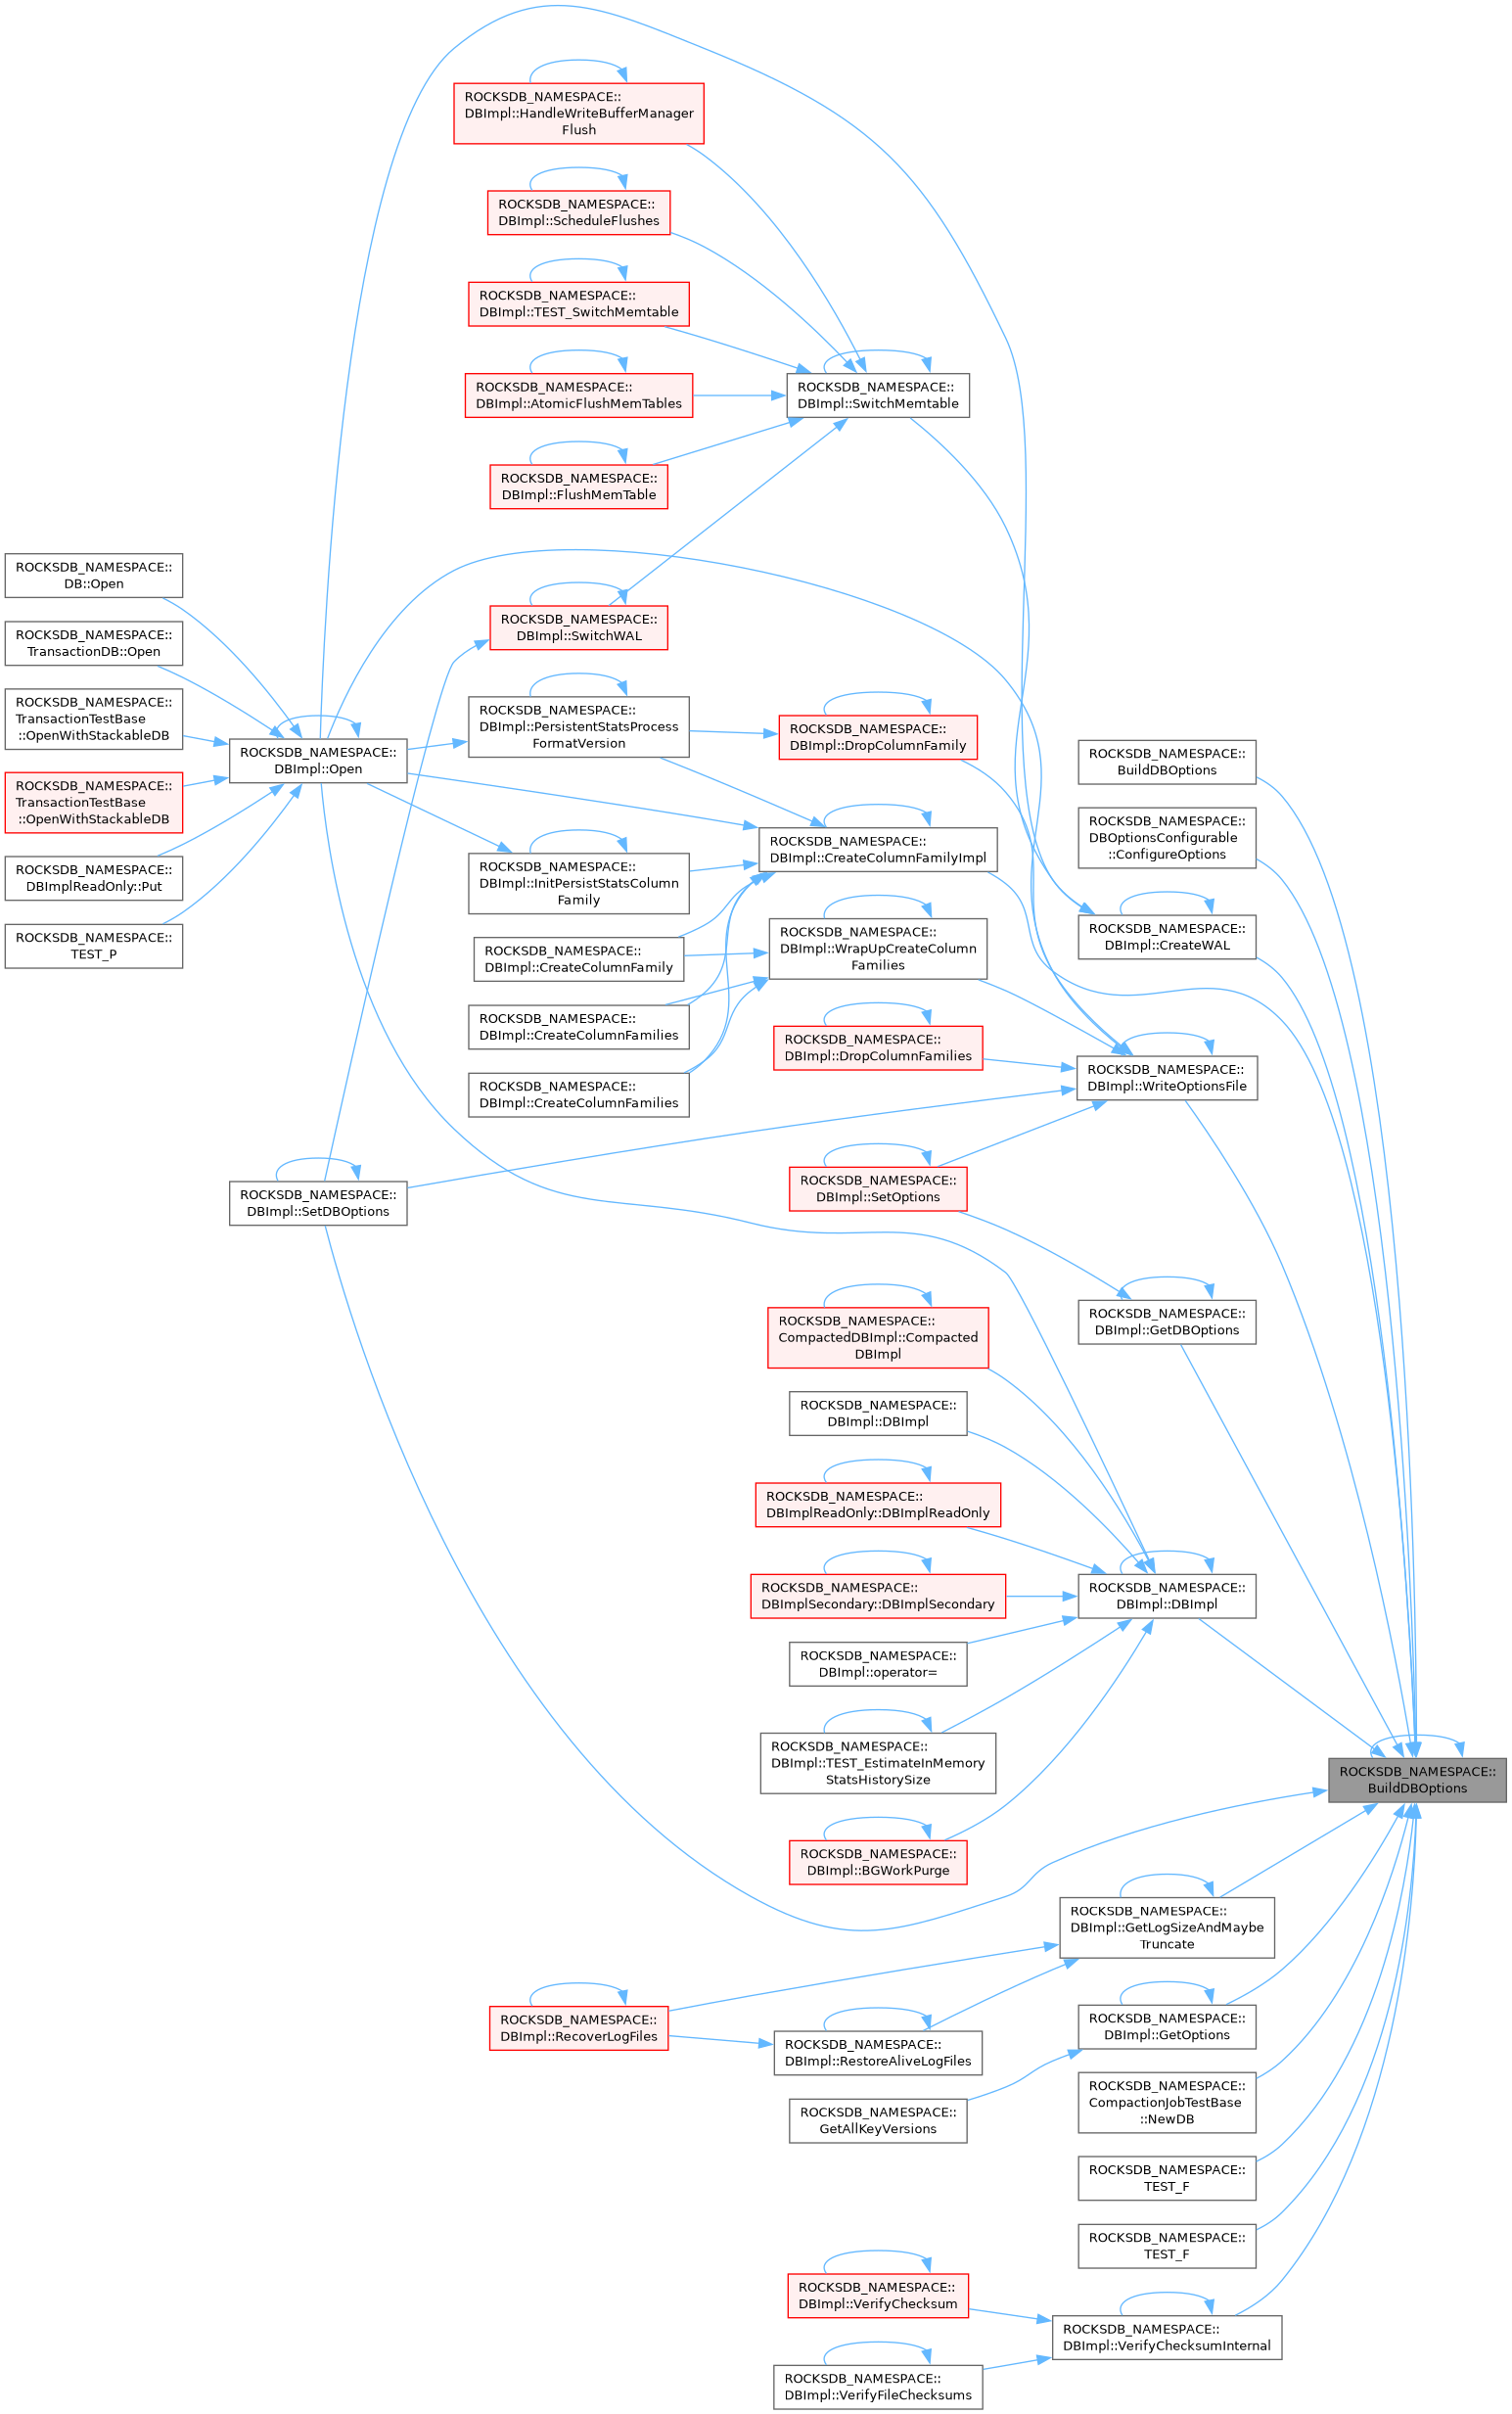 ROCKSDB_NAMESPACE::
DB::Open
ROCKSDB_NAMESPACE::
TransactionDB::Open
ROCKSDB_NAMESPACE::
TransactionTestBase
::OpenWithStackableDB
ROCKSDB_NAMESPACE::
TransactionTestBase
::OpenWithStackableDB
ROCKSDB_NAMESPACE::
DBImplReadOnly::Put
ROCKSDB_NAMESPACE::
TEST_P
ROCKSDB_NAMESPACE::
DBImpl::Open
ROCKSDB_NAMESPACE::
DBImpl::SetDBOptions
ROCKSDB_NAMESPACE::
DBImpl::HandleWriteBufferManager
Flush
ROCKSDB_NAMESPACE::
DBImpl::ScheduleFlushes
ROCKSDB_NAMESPACE::
DBImpl::TEST_SwitchMemtable
ROCKSDB_NAMESPACE::
DBImpl::AtomicFlushMemTables
ROCKSDB_NAMESPACE::
DBImpl::FlushMemTable
ROCKSDB_NAMESPACE::
DBImpl::SwitchWAL
ROCKSDB_NAMESPACE::
DBImpl::PersistentStatsProcess
FormatVersion
ROCKSDB_NAMESPACE::
DBImpl::InitPersistStatsColumn
Family
ROCKSDB_NAMESPACE::
DBImpl::CreateColumnFamily
ROCKSDB_NAMESPACE::
DBImpl::CreateColumnFamilies
ROCKSDB_NAMESPACE::
DBImpl::CreateColumnFamilies
ROCKSDB_NAMESPACE::
DBImpl::RecoverLogFiles
ROCKSDB_NAMESPACE::
DBImpl::SwitchMemtable
ROCKSDB_NAMESPACE::
DBImpl::DropColumnFamily
ROCKSDB_NAMESPACE::
DBImpl::CreateColumnFamilyImpl
ROCKSDB_NAMESPACE::
DBImpl::WrapUpCreateColumn
Families
ROCKSDB_NAMESPACE::
DBImpl::DropColumnFamilies
ROCKSDB_NAMESPACE::
DBImpl::SetOptions
ROCKSDB_NAMESPACE::
CompactedDBImpl::Compacted
DBImpl
ROCKSDB_NAMESPACE::
DBImpl::DBImpl
ROCKSDB_NAMESPACE::
DBImplReadOnly::DBImplReadOnly
ROCKSDB_NAMESPACE::
DBImplSecondary::DBImplSecondary
ROCKSDB_NAMESPACE::
DBImpl::operator=
ROCKSDB_NAMESPACE::
DBImpl::TEST_EstimateInMemory
StatsHistorySize
ROCKSDB_NAMESPACE::
DBImpl::BGWorkPurge
ROCKSDB_NAMESPACE::
DBImpl::RestoreAliveLogFiles
ROCKSDB_NAMESPACE::
GetAllKeyVersions
ROCKSDB_NAMESPACE::
DBImpl::VerifyChecksum
ROCKSDB_NAMESPACE::
DBImpl::VerifyFileChecksums
ROCKSDB_NAMESPACE::
BuildDBOptions
ROCKSDB_NAMESPACE::
DBOptionsConfigurable
::ConfigureOptions
ROCKSDB_NAMESPACE::
DBImpl::CreateWAL
ROCKSDB_NAMESPACE::
DBImpl::WriteOptionsFile
ROCKSDB_NAMESPACE::
DBImpl::GetDBOptions
ROCKSDB_NAMESPACE::
DBImpl::DBImpl
ROCKSDB_NAMESPACE::
DBImpl::GetLogSizeAndMaybe
Truncate
ROCKSDB_NAMESPACE::
DBImpl::GetOptions
ROCKSDB_NAMESPACE::
CompactionJobTestBase
::NewDB
ROCKSDB_NAMESPACE::
TEST_F
ROCKSDB_NAMESPACE::
TEST_F
ROCKSDB_NAMESPACE::
DBImpl::VerifyChecksumInternal
ROCKSDB_NAMESPACE::
BuildDBOptions